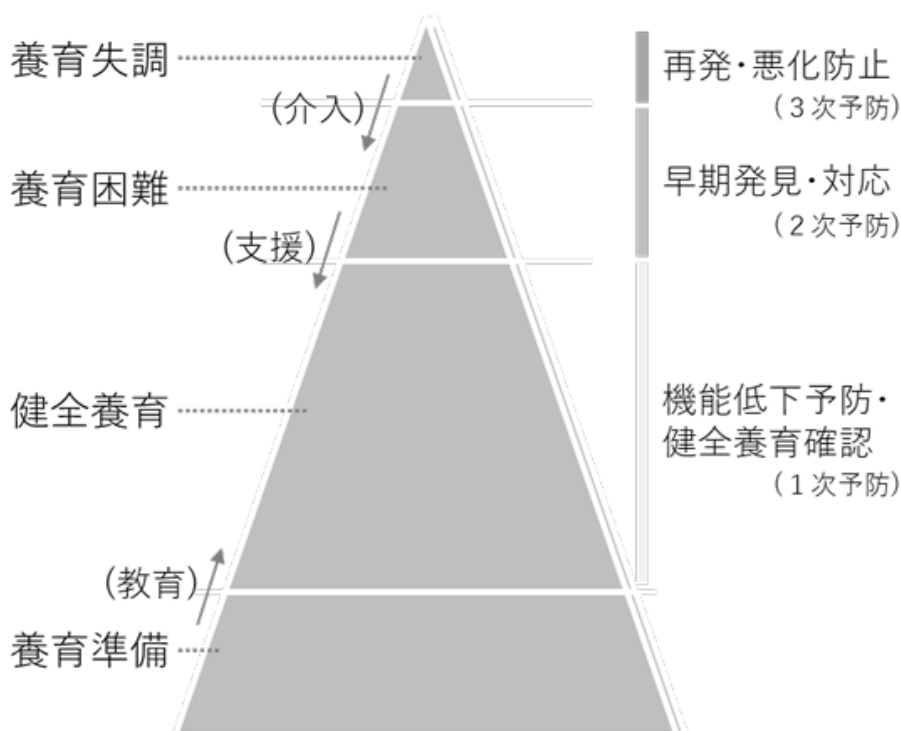 養育失調
(介入)
養育困難
(支援)
健全養育
(教育)
養育準備
再発・悪化防止
(3次予防)
早期発見・対応
(2次予防)
機能低下予防・
健全養育確認
(1次予防)